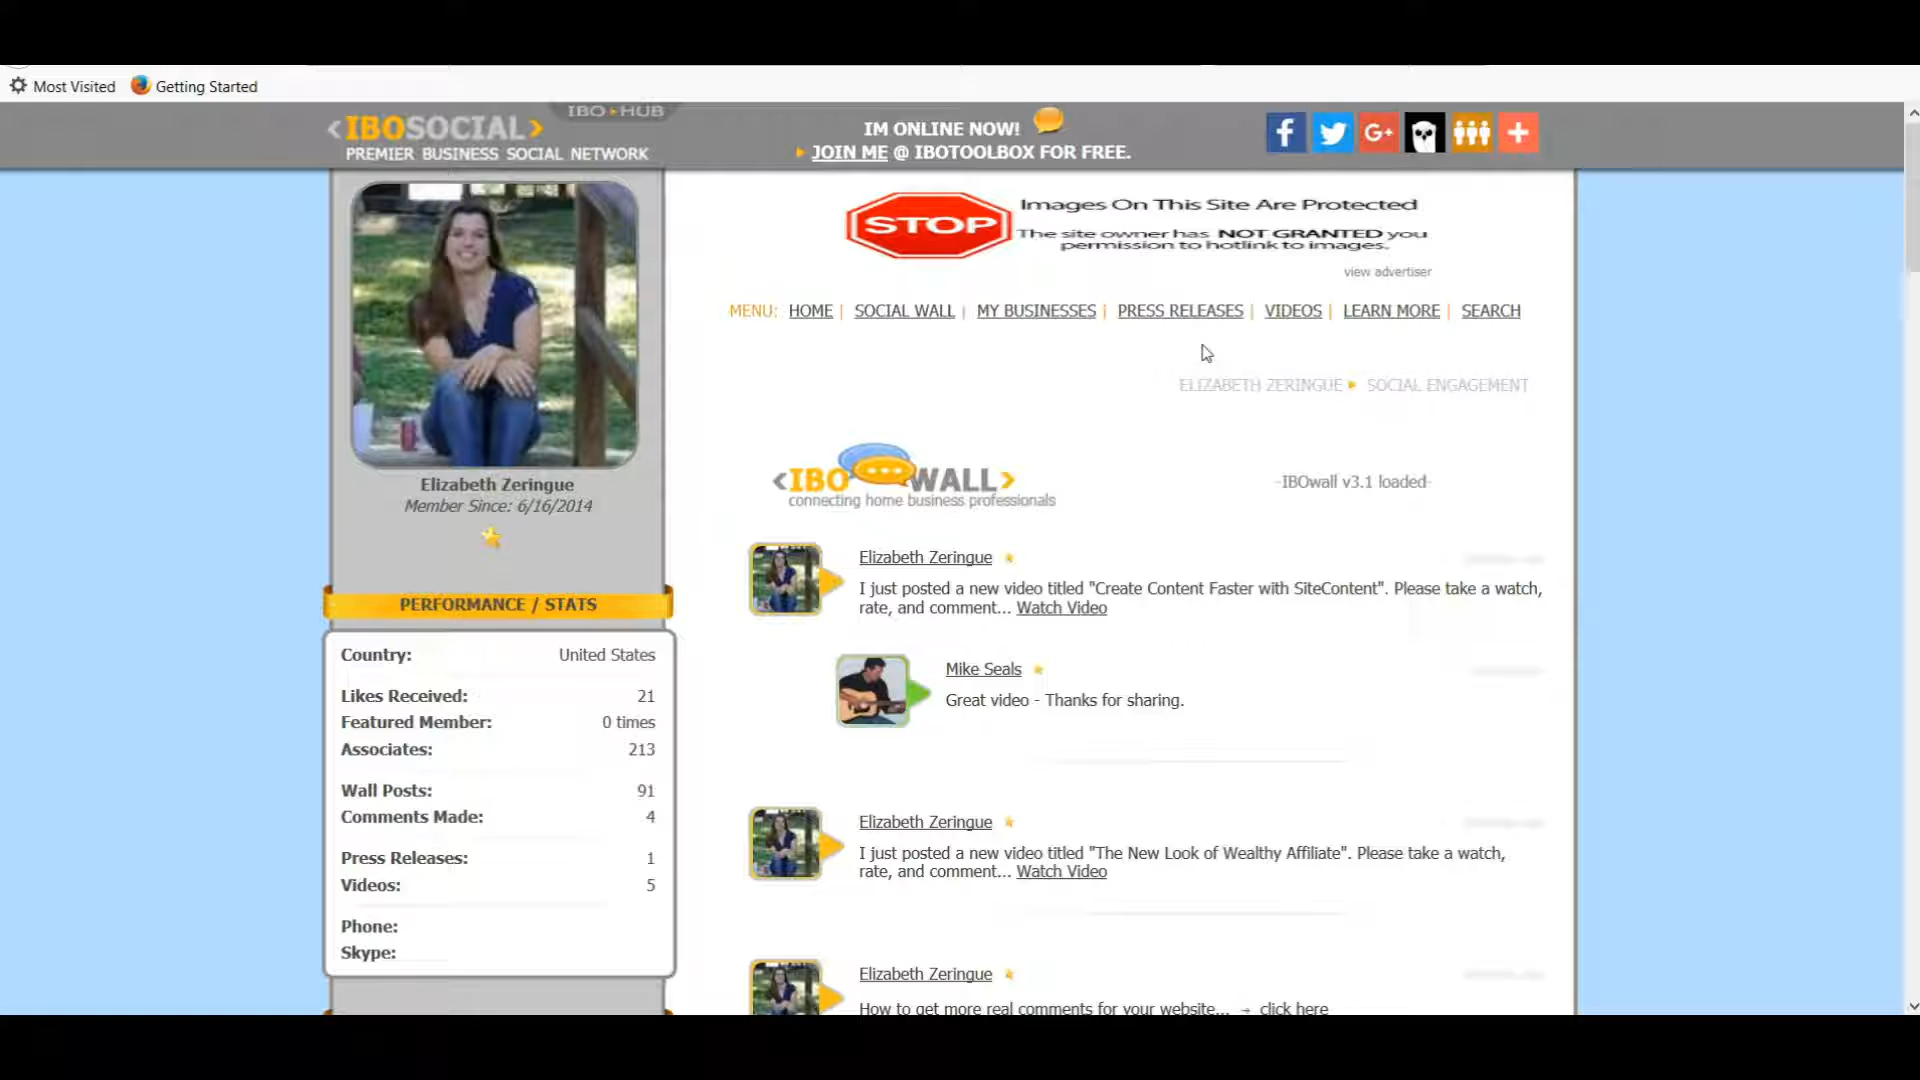 Most Visited
Getting Started
IBO HUB
<IBOSOCIAL>
PREMIER BUSINESS SOCIAL NETWORK
IM ONLINE NOW!
JOIN ME @ IBOTOOLBOX FOR FREE.
STOP
Images On This Site Are Protected
The site owner has NOT GRANTED you
permission to hotlink to images.
view advertiser
MENU: HOME | SOCIAL WALL | MY BUSINESSES | PRESS RELEASES | VIDEOS | LEARN MORE | SEARCH
ELIZABETH ZERINGUE SOCIAL ENGAGEMENT
<IBO WALL>
connecting home business professionals
-IBOwall v3.1 loaded-
Elizabeth Zeringue
Member Since: 6/16/2014
PERFORMANCE / STATS
Country: United States
Likes Received: 21
Featured Member: 0 times
Associates: 213
Wall Posts: 91
Comments Made: 4
Press Releases: 1
Videos: 5
Phone:
Skype:
Elizabeth Zeringue
I just posted a new video titled "Create Content Faster with SiteContent". Please take a watch,
rate, and comment... Watch Video
Mike Seals
Great video - Thanks for sharing.
Elizabeth Zeringue
I just posted a new video titled "The New Look of Wealthy Affiliate". Please take a watch,
rate, and comment... Watch Video
Elizabeth Zeringue
How to get more real comments for your website... → click here